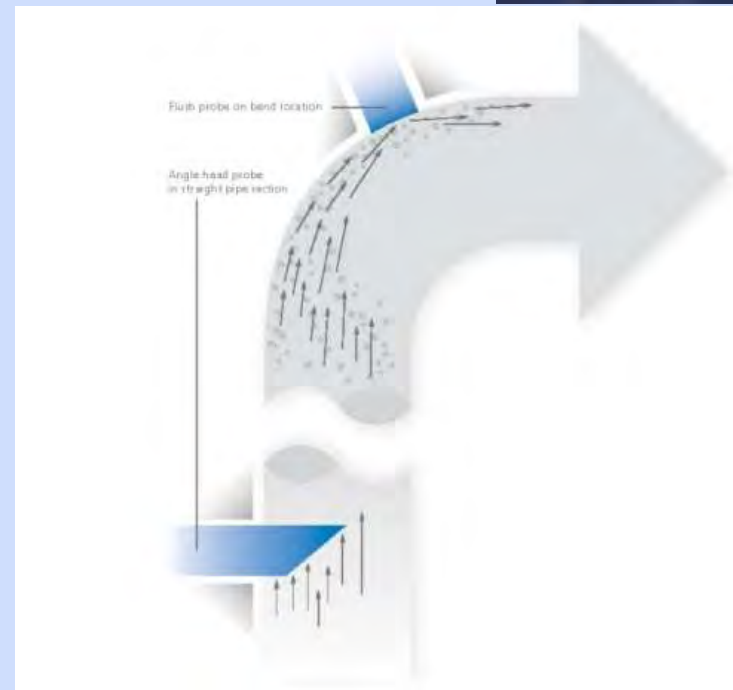 Flush probe on bend location
Angle head probe
in straight pipe section